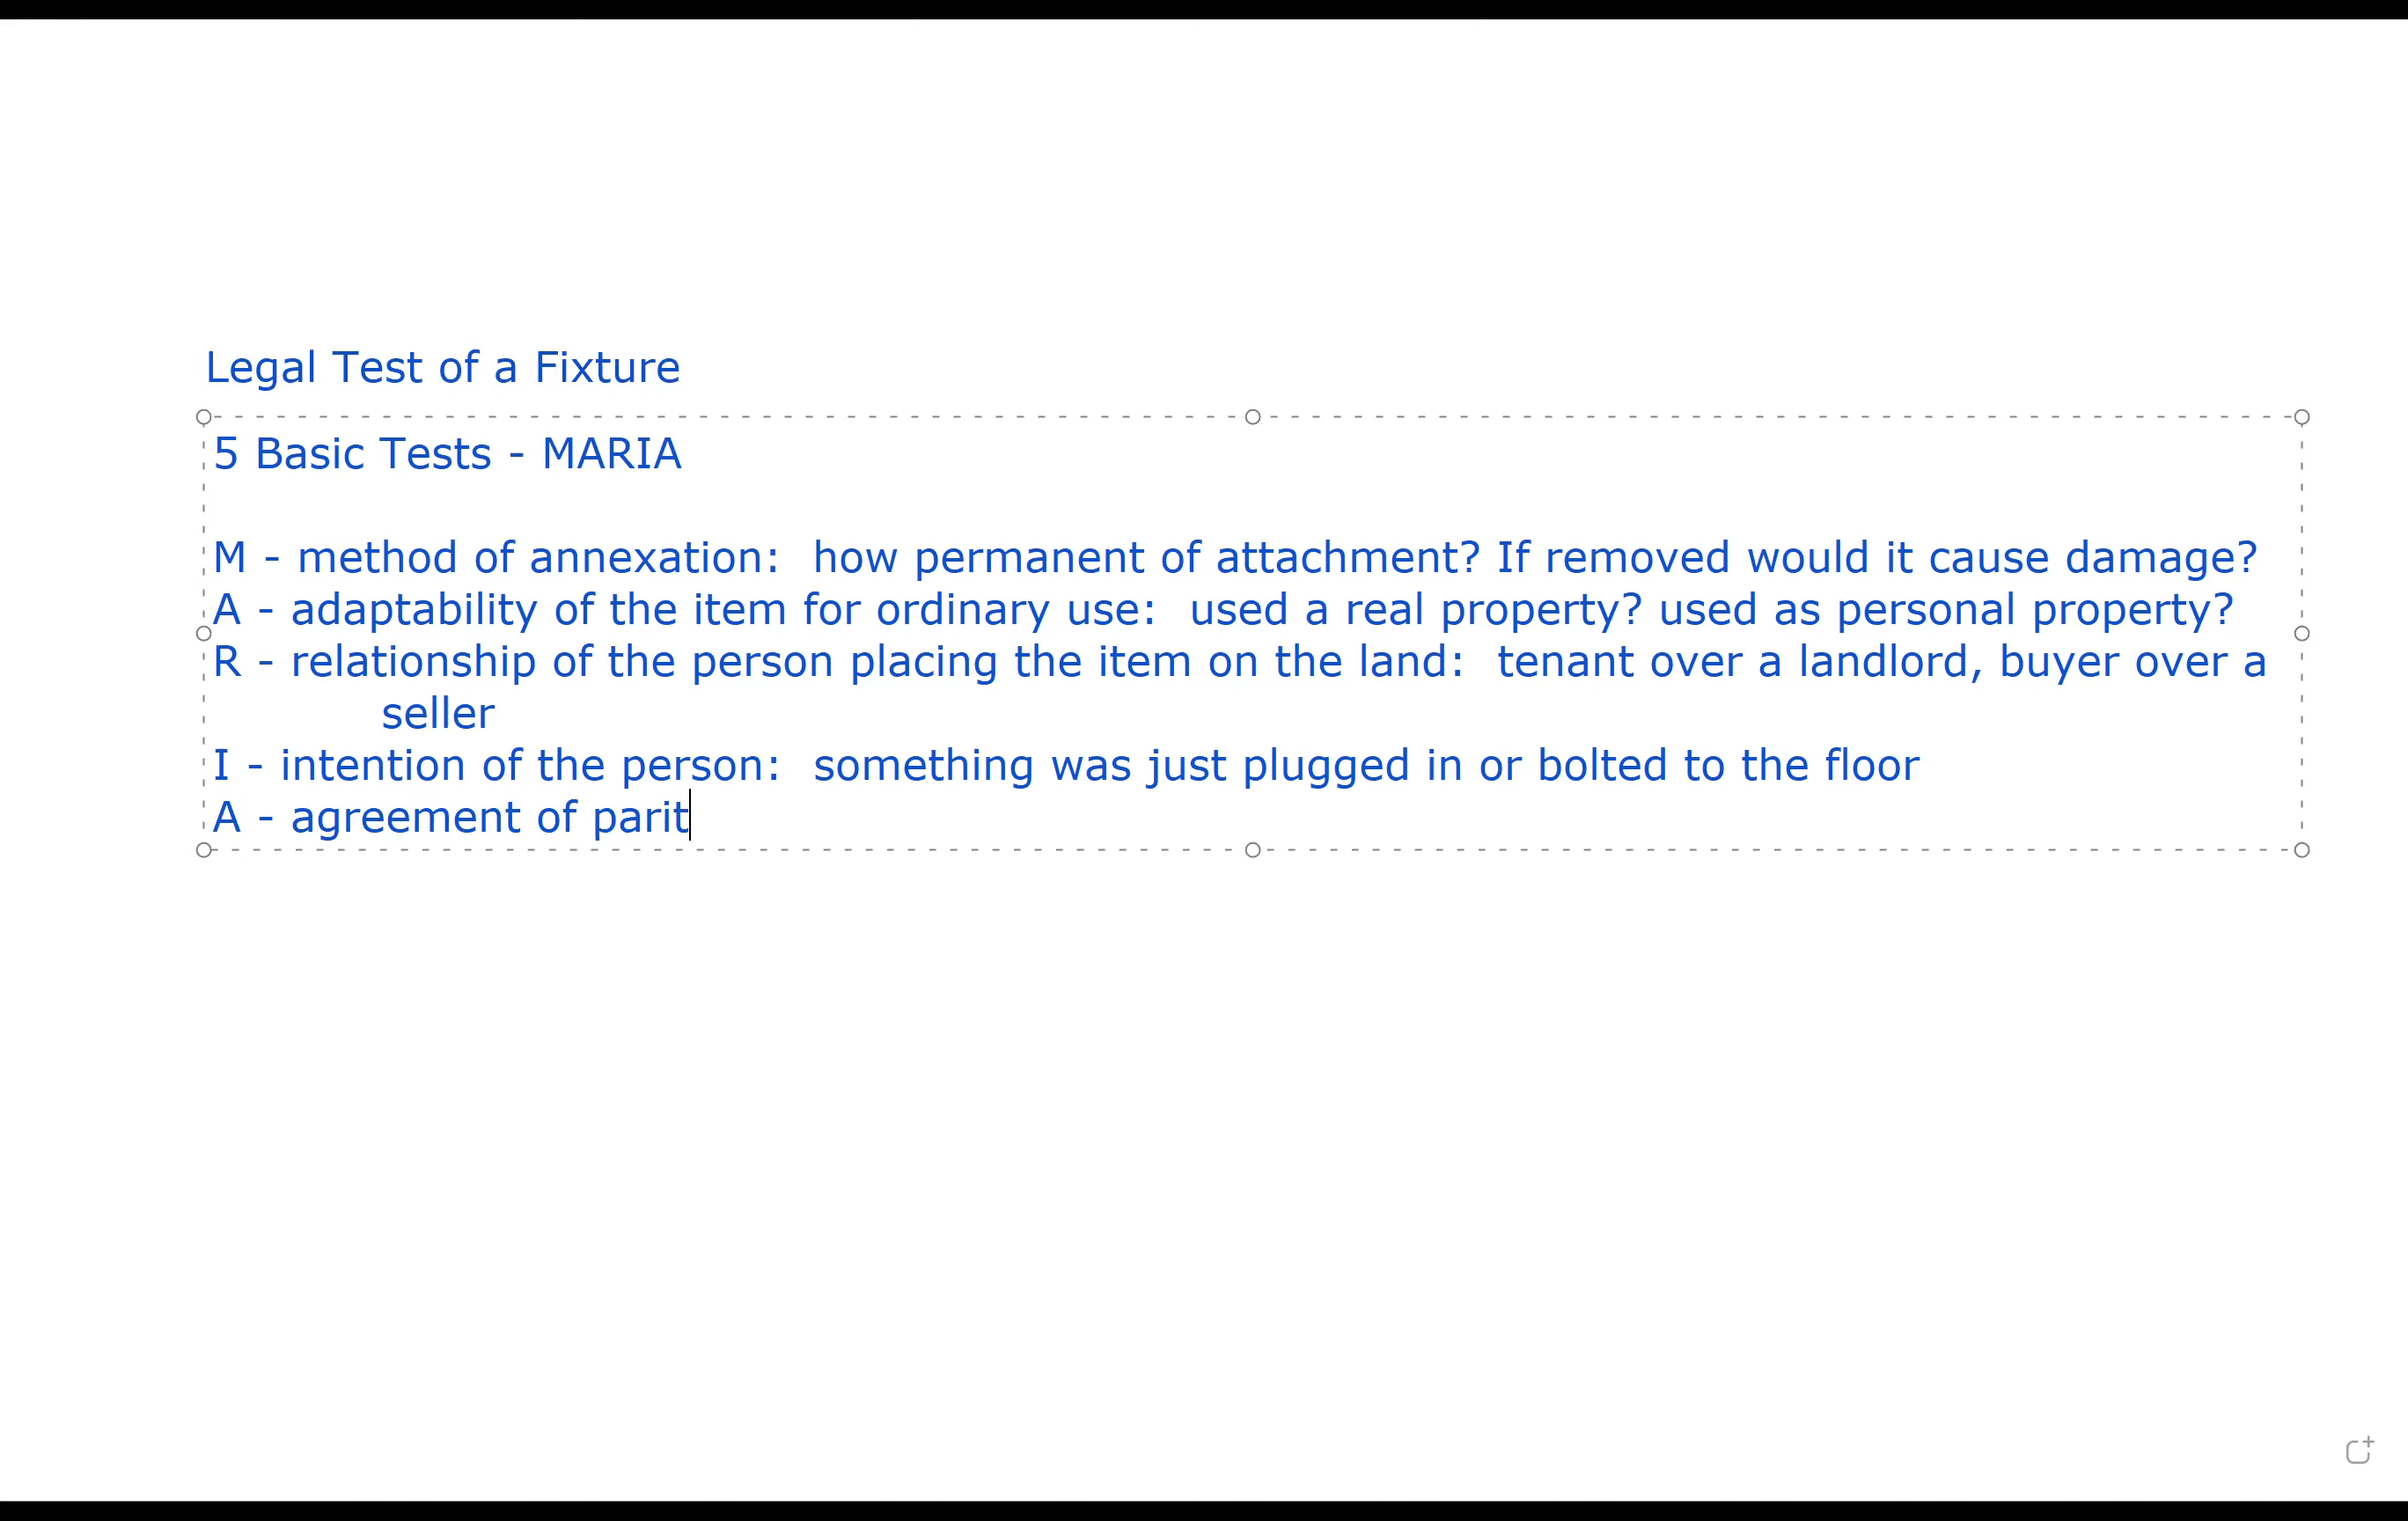 Legal Test of a Fixture
5 Basic Tests - MARIA
M - method of annexation:  how permanent of attachment? If removed would it cause damage?
A - adaptability of the item for ordinary use:  used a real property? used as personal property?
R - relationship of the person placing the item on the land:  tenant over a landlord, buyer over a
seller
I - intention of the person:  something was just plugged in or bolted to the floor
A - agreement of parit